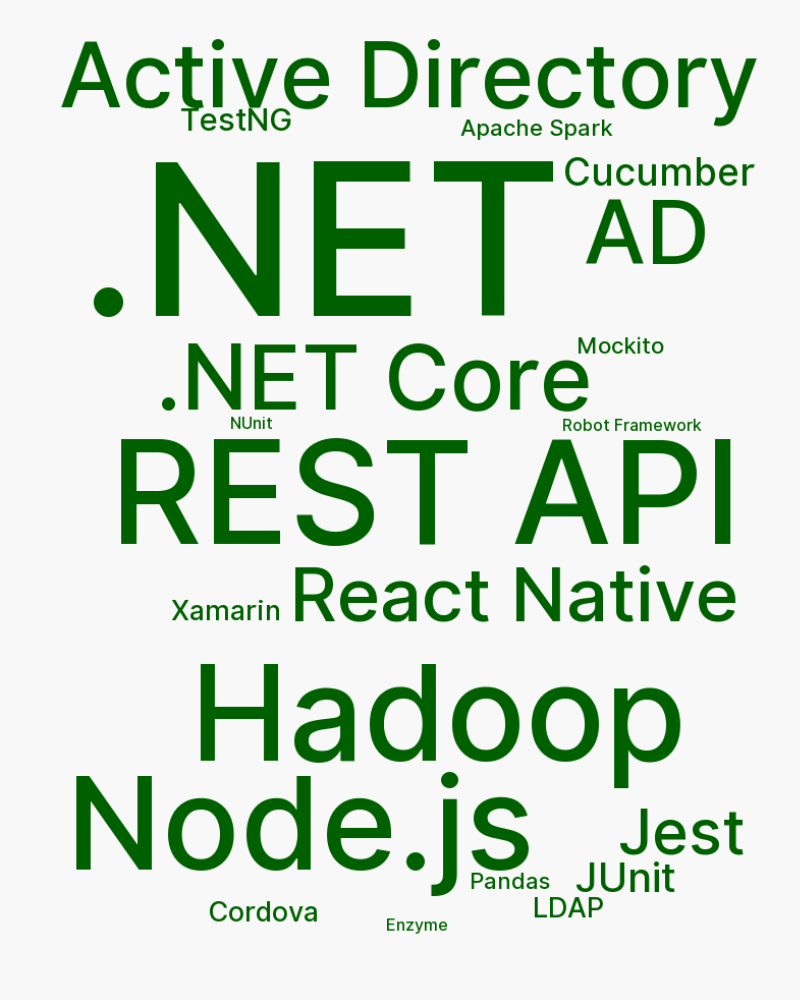 Active Directory
TestNG
Apache Spark
.NET
Cucumber
AD
.NET Core
Mockito
NUnit
Robot Framework
REST API
Xamarin
React Native
Hadoop
Node.js
Jest
Pandas
JUnit
Cordova
LDAP
Enzyme